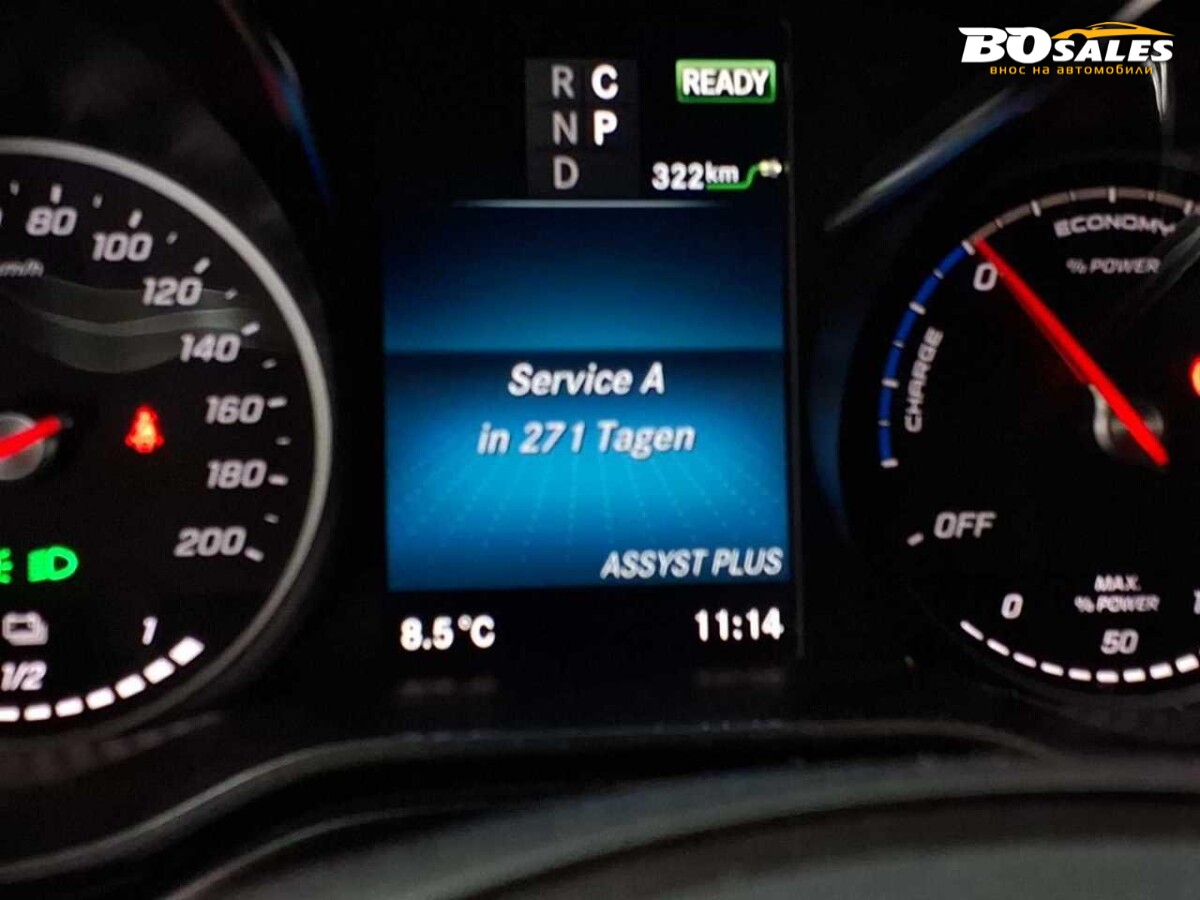 BOSALES
внос на автомобили
R C
N P
D
READY
322km
80
100
km/h
120
140
160
180
200
1
1/2
Service A
in 271 Tagen
ASSYST PLUS
8.5 °C
11:14
ECONOMY
% POWER
0
CHARGE
OFF
MAX.
% POWER
0
50